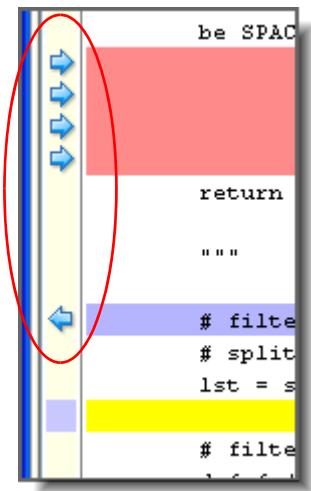 be SPAC
return
"""
# filte
# split
lst = s
# filte